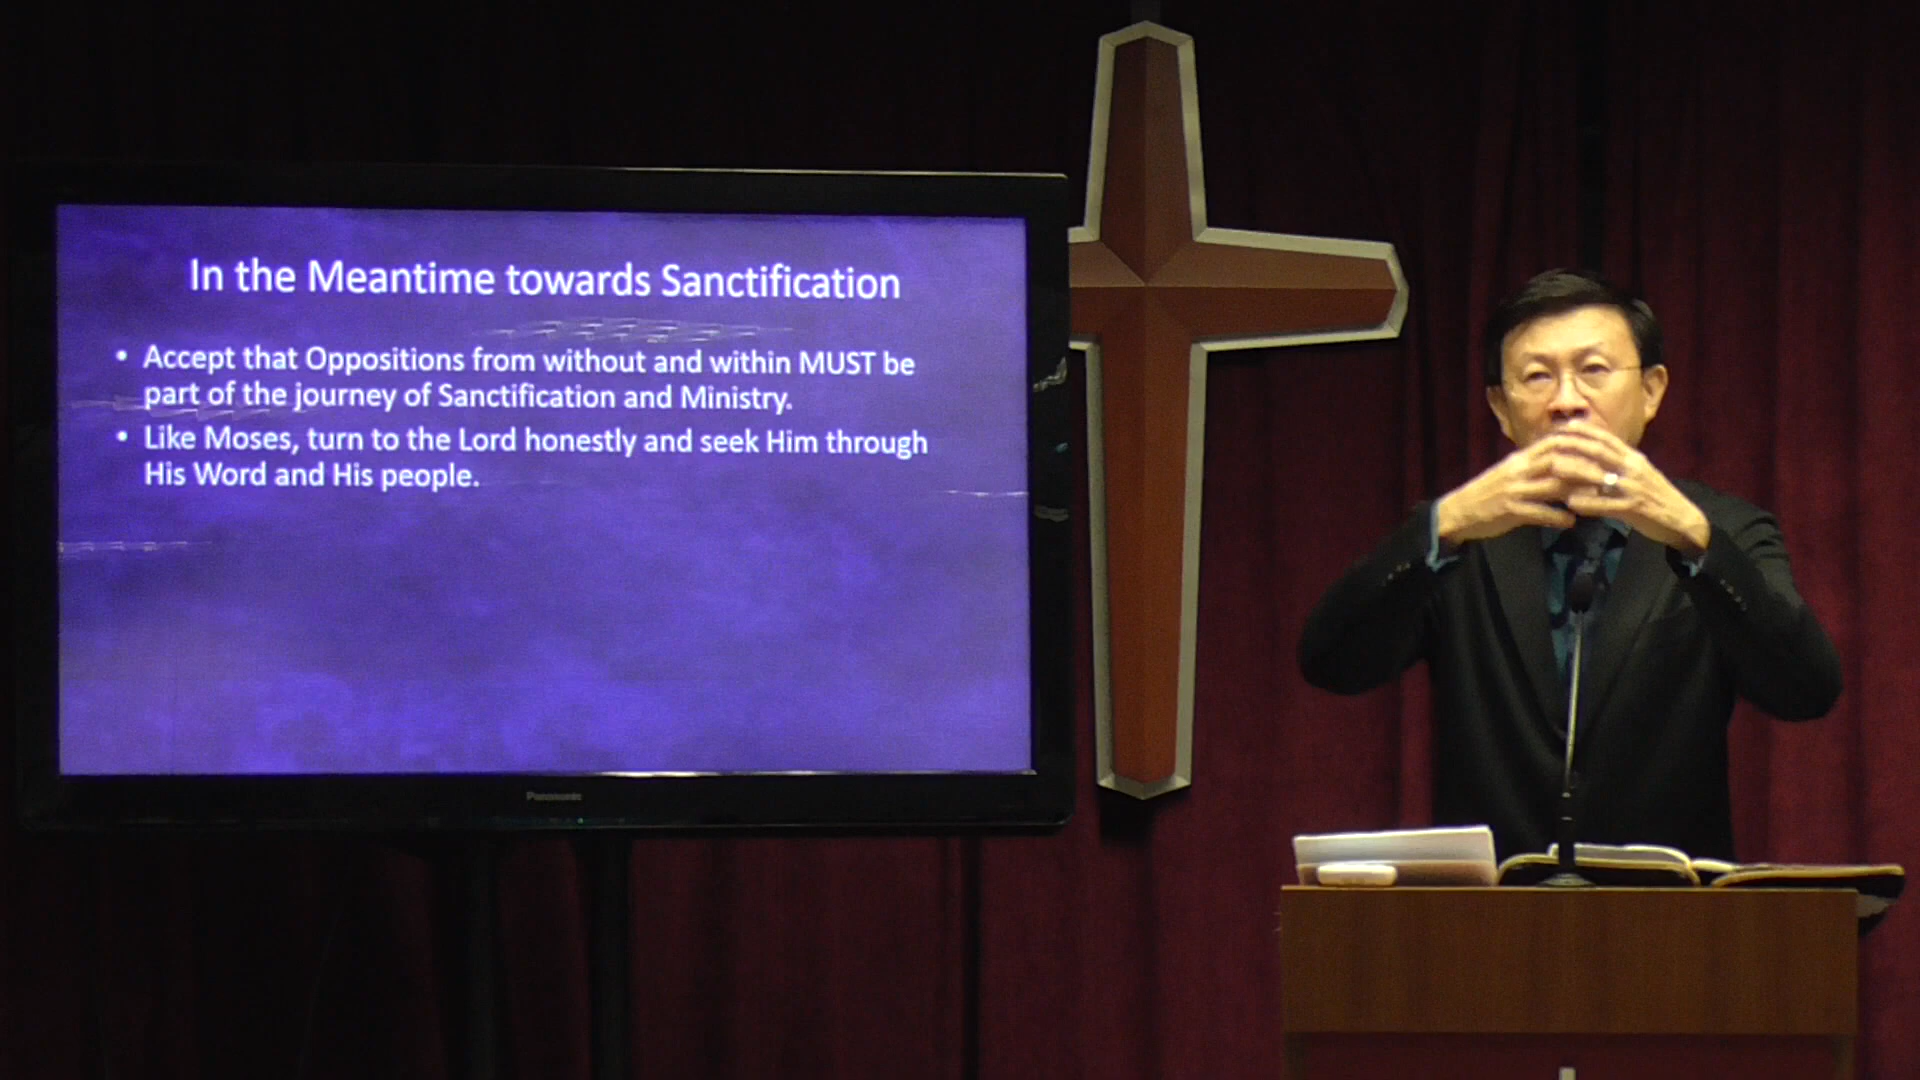 In the Meantime towards Sanctification
• Accept that Oppositions from without and within MUST be
part of the journey of Sanctification and Ministry.
• Like Moses, turn to the Lord honestly and seek Him through
His Word and His people.
Panasonic